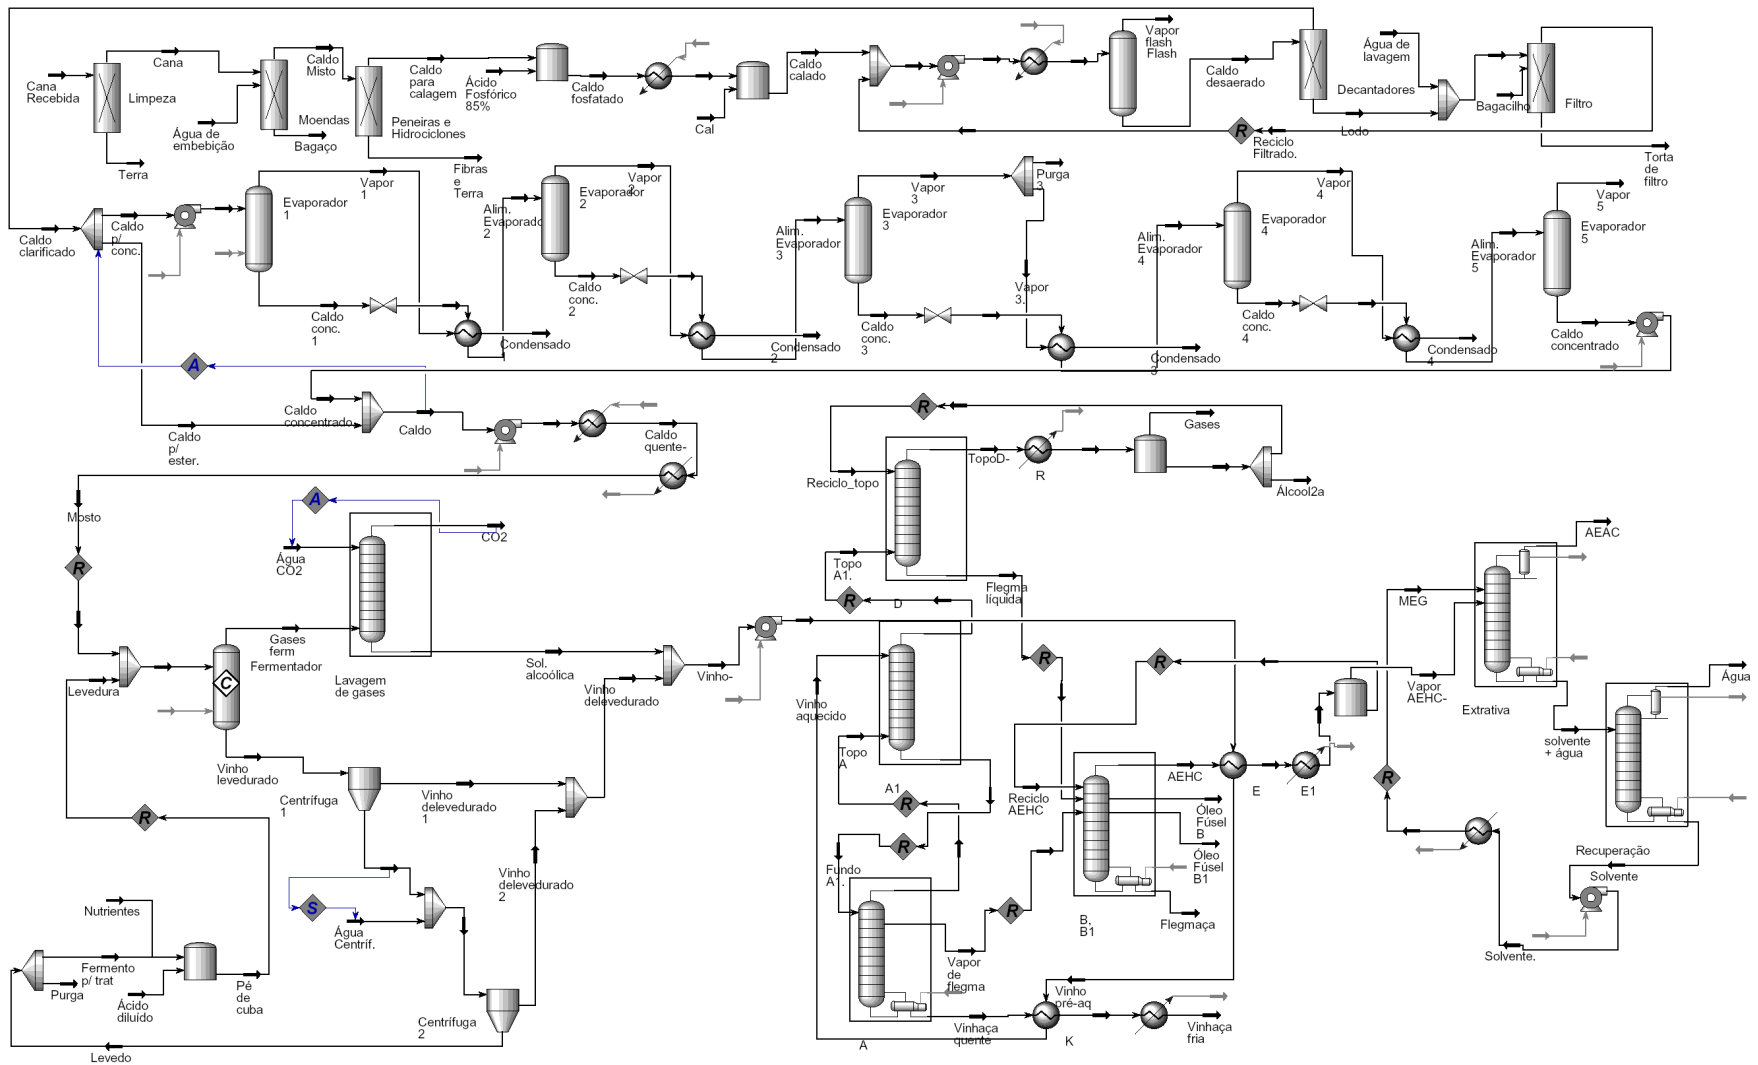 Cana
Recebida
Cana
Limpeza
Terra
Água de
embebição
Caldo
Misto
Moendas
Bagaço
Caldo
para
calagem
Peneiras e
Hidrociclones
Fibras
e
Terra
Ácido
Fosfórico
85%
Caldo
fosfatado
Cal
Caldo
calado
Vapor
flash
Flash
Caldo
desaerado
Decantadores
Água de
lavagem
Bagacilho
Filtro
Lodo
R
Reciclo
Filtrado.
Torta
de
filtro
Caldo
clarificado
Caldo
p/
conc.
Evaporador
1
Vapor
1
Caldo
conc.
1
Condensado
Alim.
Evaporador
2
Evaporador
2
Vapor
2
Caldo
conc.
2
Condensado
2
Alim.
Evaporador
3
Evaporador
3
Vapor
3
Purga
3
Vapor
3.
Caldo
conc.
3
Condensado
3
Alim.
Evaporador
4
Evaporador
4
Vapor
4
Caldo
conc.
4
Condensado
4
Alim.
Evaporador
5
Evaporador
5
Vapor
5
Caldo
concentrado
A
Caldo
concentrado
Caldo
p/
ester.
Caldo
Caldo
quente-
Mosto
R
A
Água
CO2
CO2
Lavagem
de gases
Gases
ferm
Fermentador
C
Levedura
Sol.
alcoólica
Vinho
delevedurado
Vinho-
Vinho
levedurado
Centrífuga
1
Vinho
delevedurado
1
Vinho
delevedurado
2
R
S
Água
Centríf.
Nutrientes
Fermento
p/ trat
Purga
Ácido
diluído
Pé
de
cuba
Centrífuga
2
Levedo
R
Reciclo_topo
TopoD-
R
Gases
Álcool2a
Topo
A1.
Flegma
líquida
D
R
R
R
Vinho
aquecido
Topo
A
A1
R
R
Fundo
A1.
A
Vapor
de
flegma
R
Vinhaça
quente
Vinho
pré-aq
K
Vinhaça
fria
Reciclo
AEHC
AEHC
Óleo
Fúsel
B
Óleo
Fúsel
B1
B,
B1
Flegmaça
E
E1
Vapor
AEHC-
MEG
AEAC
Extrativa
R
solvente
+ água
Água
Recuperação
Solvente
Solvente.